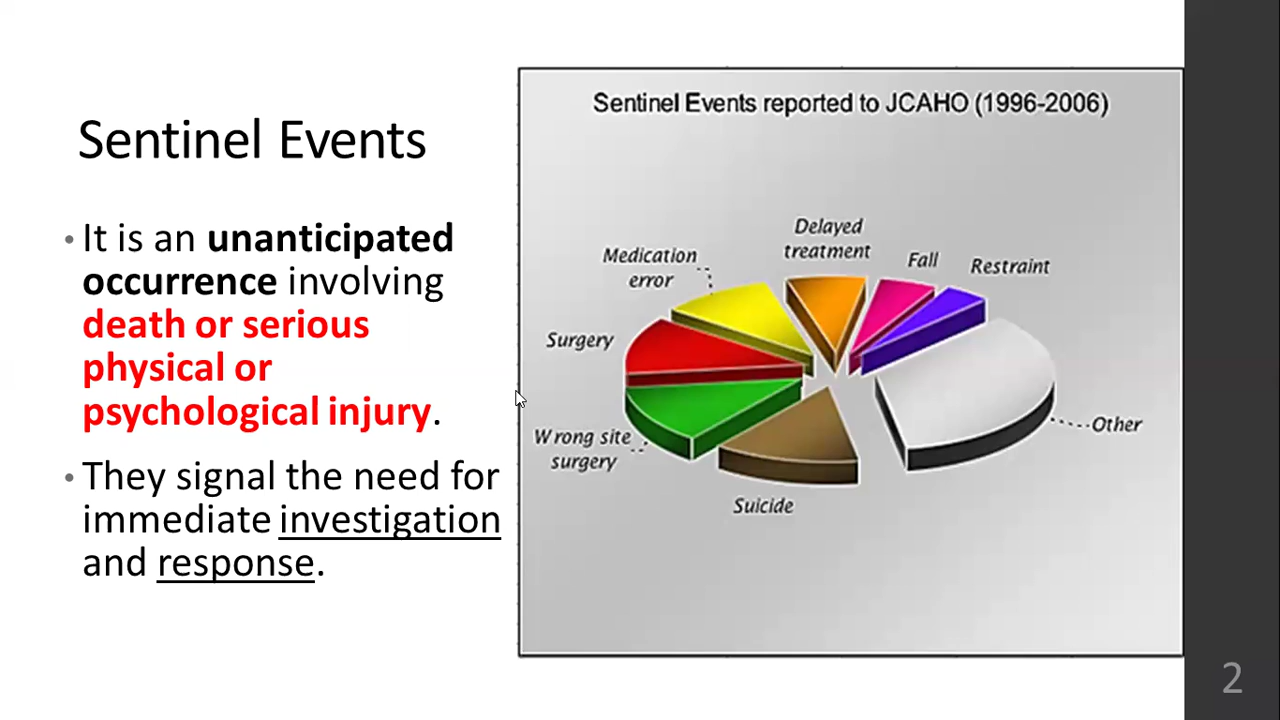 Sentinel Events
• It is an unanticipated
occurrence involving
death or serious
physical or
psychological injury.
• They signal the need for
immediate investigation
and response.
Sentinel Events reported to JCAHO (1996-2006)
Delayed
treatment
Medication
error
Fall
Restraint
Surgery
Other
Wrong site
surgery
Suicide
2